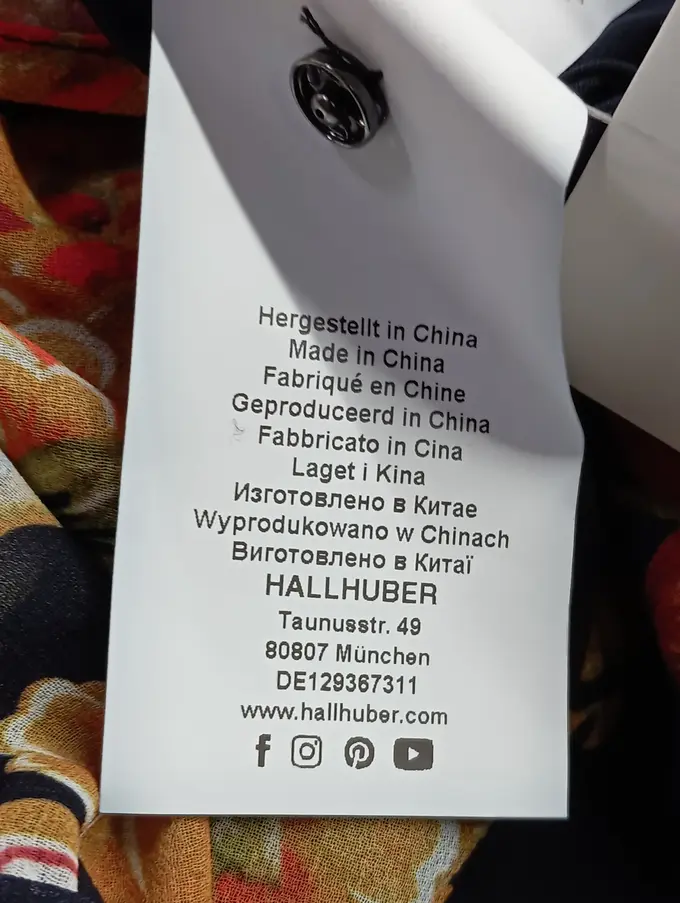 Hergestellt in China
Made in China
Fabriqué en Chine
Geproduceerd in China
Fabbricato in Cina
Laget i Kina
Изготовлено в Китае
Wyprodukowano w Chinach
Виготовлено в Китаї
HALLHUBER
Taunusstr. 49
80807 München
DE129367311
www.hallhuber.com